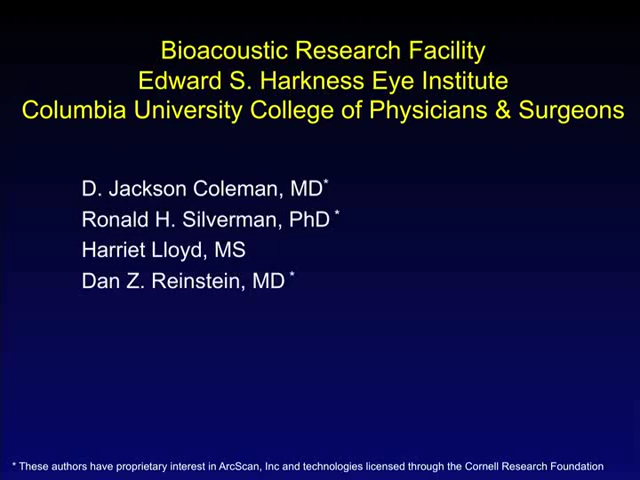 Bioacoustic Research Facility
Edward S. Harkness Eye Institute
Columbia University College of Physicians & Surgeons
D. Jackson Coleman, MD*
Ronald H. Silverman, PhD *
Harriet Lloyd, MS
Dan Z. Reinstein, MD *
* These authors have proprietary interest in ArcScan, Inc and technologies licensed through the Cornell Research Foundation